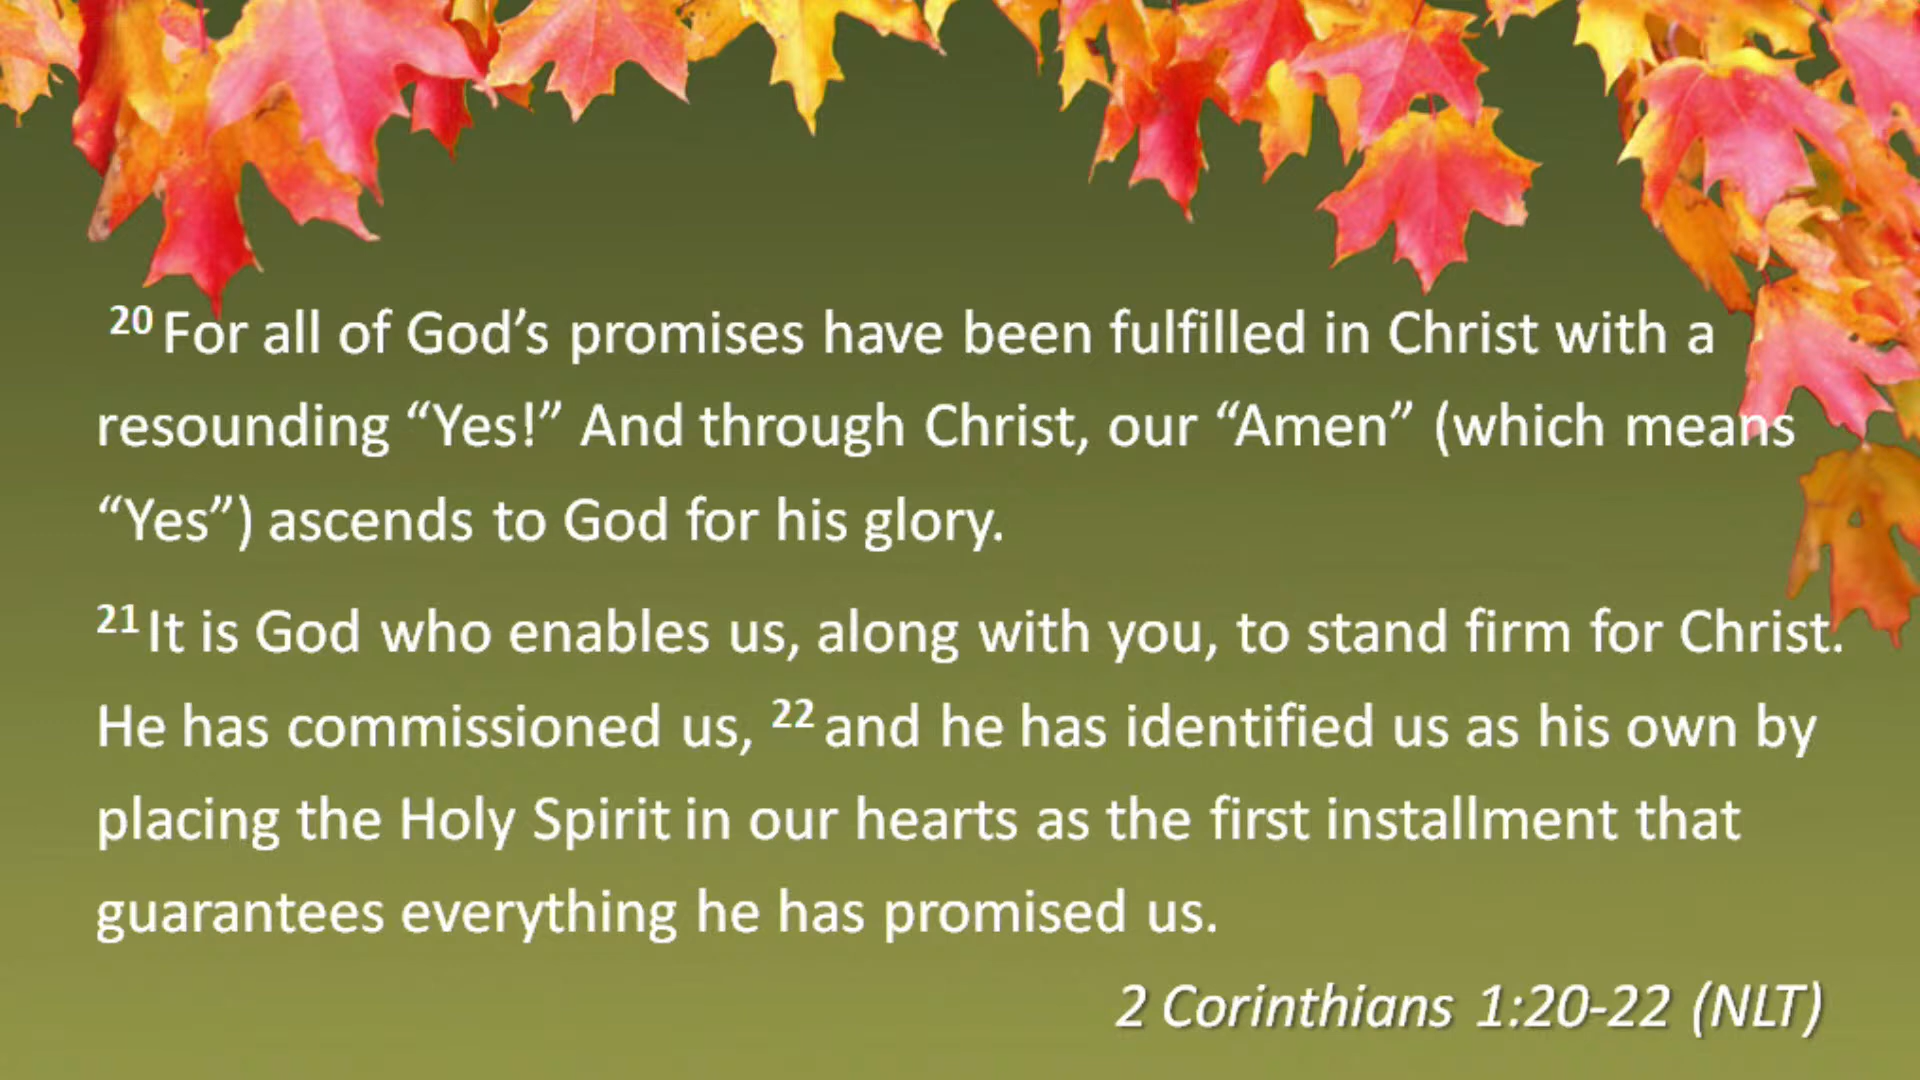 20 For all of God’s promises have been fulfilled in Christ with a
resounding “Yes!” And through Christ, our “Amen” (which means
“Yes”) ascends to God for his glory.
21 It is God who enables us, along with you, to stand firm for Christ.
He has commissioned us, 22 and he has identified us as his own by
placing the Holy Spirit in our hearts as the first installment that
guarantees everything he has promised us.
2 Corinthians 1:20-22 (NLT)